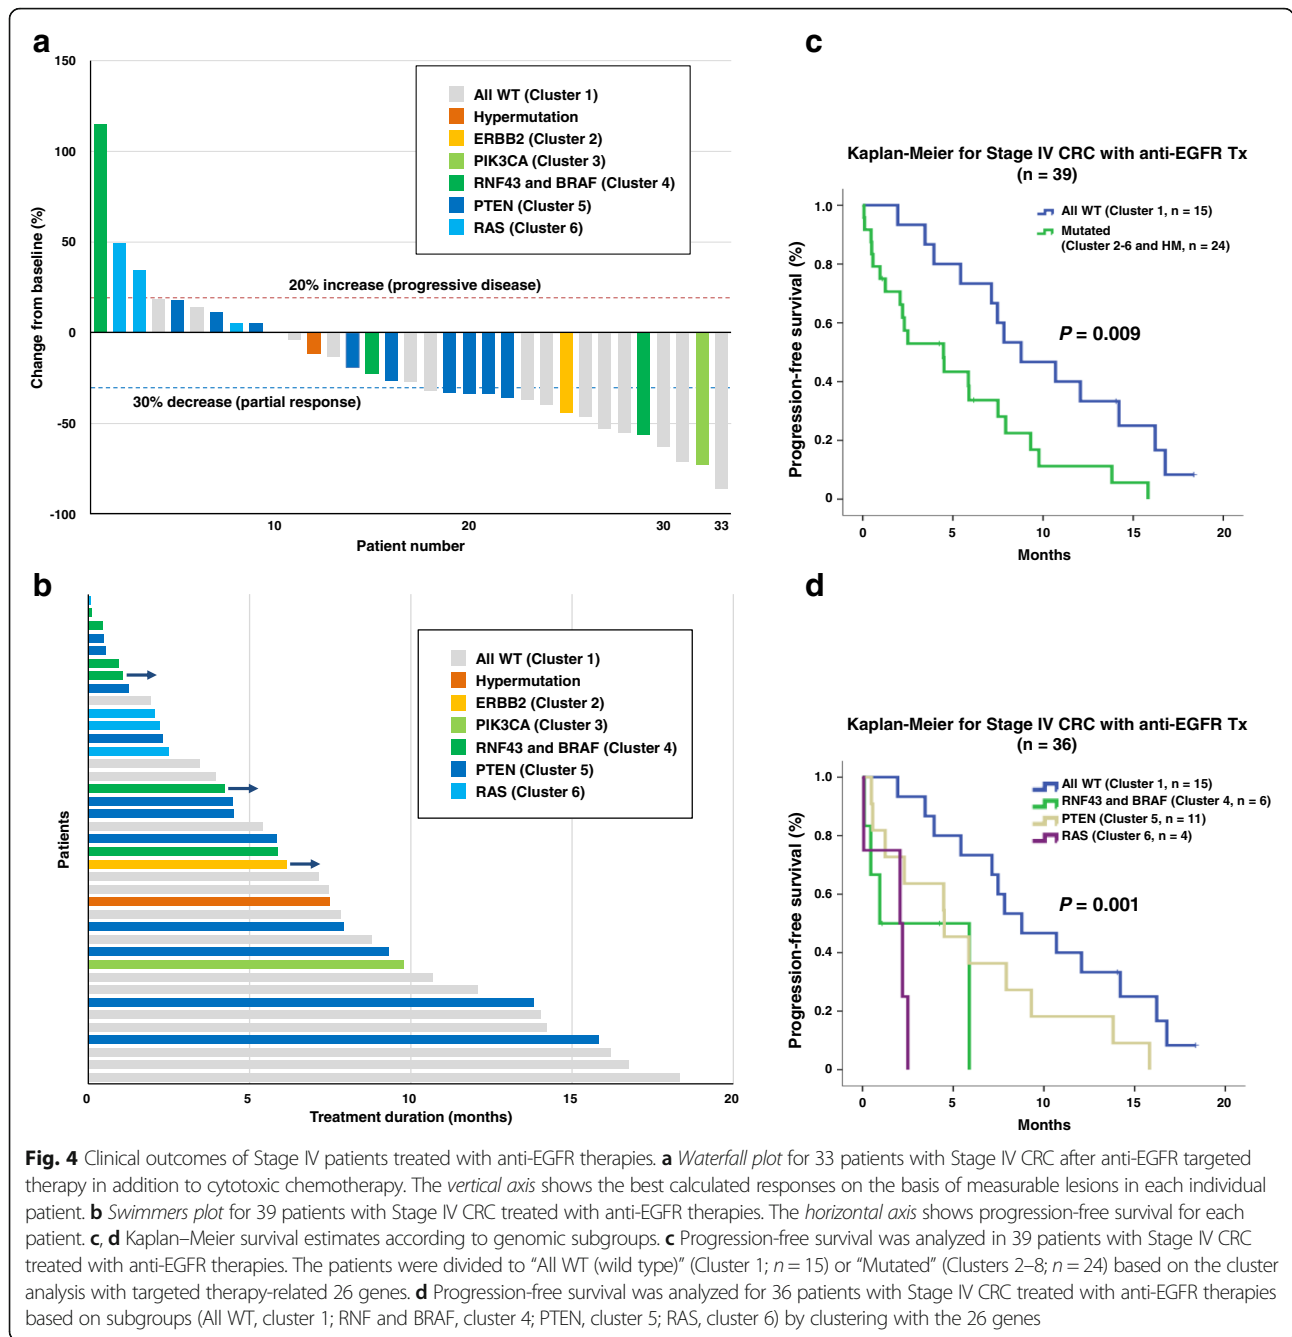 a
150
100
50
0
-50
-100
Change from baseline (%)
All WT (Cluster 1)
Hypermutation
ERBB2 (Cluster 2)
PIK3CA (Cluster 3)
RNF43 and BRAF (Cluster 4)
PTEN (Cluster 5)
RAS (Cluster 6)
20% increase (progressive disease)
30% decrease (partial response)
10
20
30
33
Patient number
b
Patients
All WT (Cluster 1)
Hypermutation
ERBB2 (Cluster 2)
PIK3CA (Cluster 3)
RNF43 and BRAF (Cluster 4)
PTEN (Cluster 5)
RAS (Cluster 6)
0
5
10
15
20
Treatment duration (months)
c
Kaplan-Meier for Stage IV CRC with anti-EGFR Tx
(n = 39)
1.0
0.8
0.6
0.4
0.2
0
Progression-free survival (%)
All WT (Cluster 1, n = 15)
Mutated
(Cluster 2-6 and HM, n = 24)
P = 0.009
0
5
10
15
20
Months
d
Kaplan-Meier for Stage IV CRC with anti-EGFR Tx
(n = 36)
1.0
0.8
0.6
0.4
0.2
0
Progression-free survival (%)
All WT (Cluster 1, n = 15)
RNF43 and BRAF (Cluster 4, n = 6)
PTEN (Cluster 5, n = 11)
RAS (Cluster 6, n = 4)
P = 0.001
0
5
10
15
20
Months
Fig. 4 Clinical outcomes of Stage IV patients treated with anti-EGFR therapies. a Waterfall plot for 33 patients with Stage IV CRC after anti-EGFR targeted
therapy in addition to cytotoxic chemotherapy. The vertical axis shows the best calculated responses on the basis of measurable lesions in each individual
patient. b Swimmers plot for 39 patients with Stage IV CRC treated with anti-EGFR therapies. The horizontal axis shows progression-free survival for each
patient. c, d Kaplan–Meier survival estimates according to genomic subgroups. c Progression-free survival was analyzed in 39 patients with Stage IV CRC
treated with anti-EGFR therapies. The patients were divided to “All WT (wild type)” (Cluster 1; n = 15) or “Mutated” (Clusters 2–8; n = 24) based on the cluster
analysis with targeted therapy-related 26 genes. d Progression-free survival was analyzed for 36 patients with Stage IV CRC treated with anti-EGFR therapies
based on subgroups (All WT, cluster 1; RNF and BRAF, cluster 4; PTEN, cluster 5; RAS, cluster 6) by clustering with the 26 genes